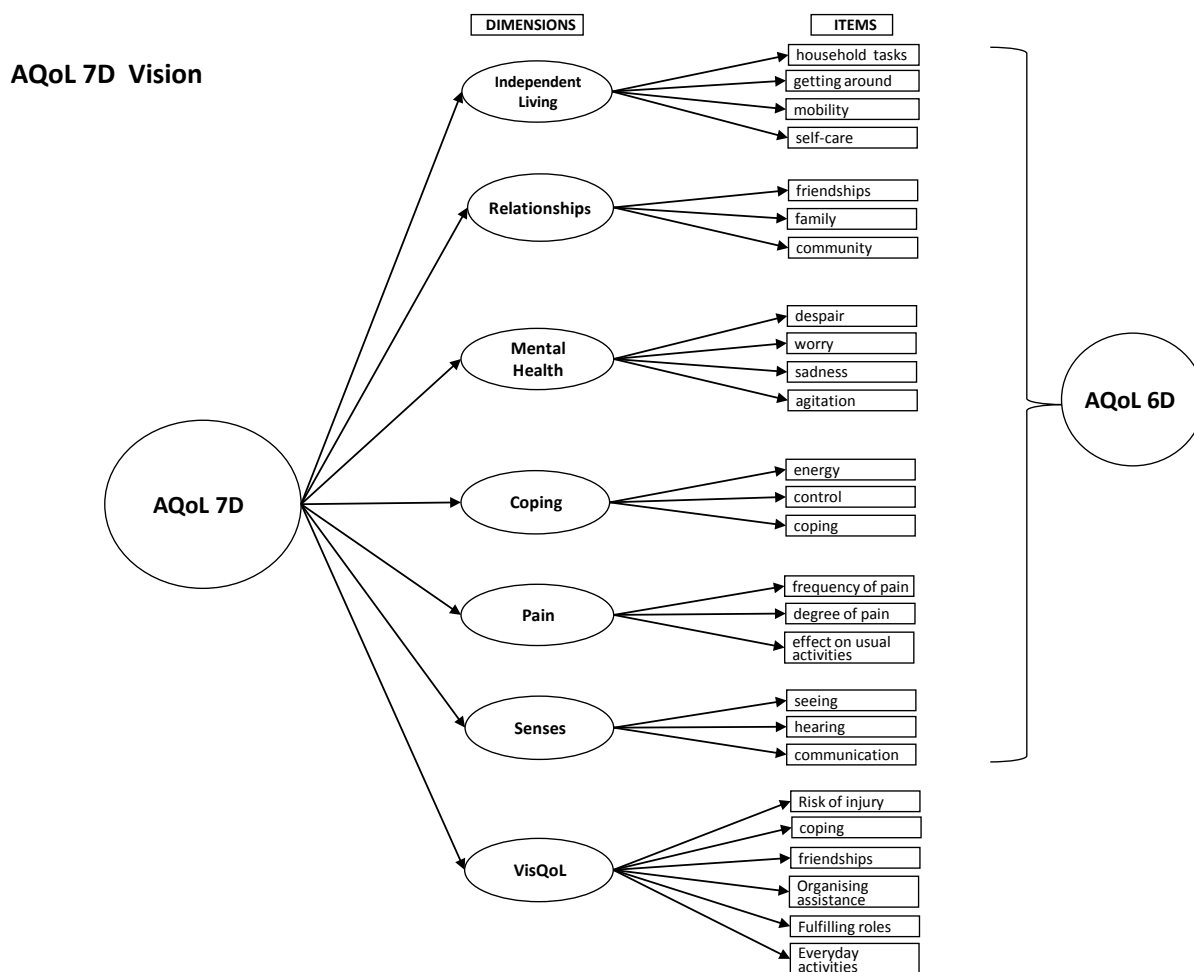 DIMENSIONS
ITEMS
AQoL 7D Vision
Independent
Living
household tasks
getting around
mobility
self-care
Relationships
friendships
family
community
Mental
Health
despair
worry
sadness
agitation
AQoL 7D
AQoL 6D
Coping
energy
control
coping
Pain
frequency of pain
degree of pain
effect on usual
activities
Senses
seeing
hearing
communication
VisQoL
Risk of injury
coping
friendships
Organising
assistance
Fulfilling roles
Everyday
activities